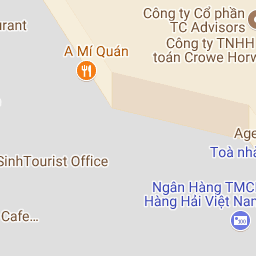 Công ty Cổ phần
TC Advisors
Công ty TNHH
toán Crowe Horw
urant
A Mí Quán
Age
Toà nhà
SinhTourist Office
Ngân Hàng TMC
Hàng Hải Việt Nam
Cafe...